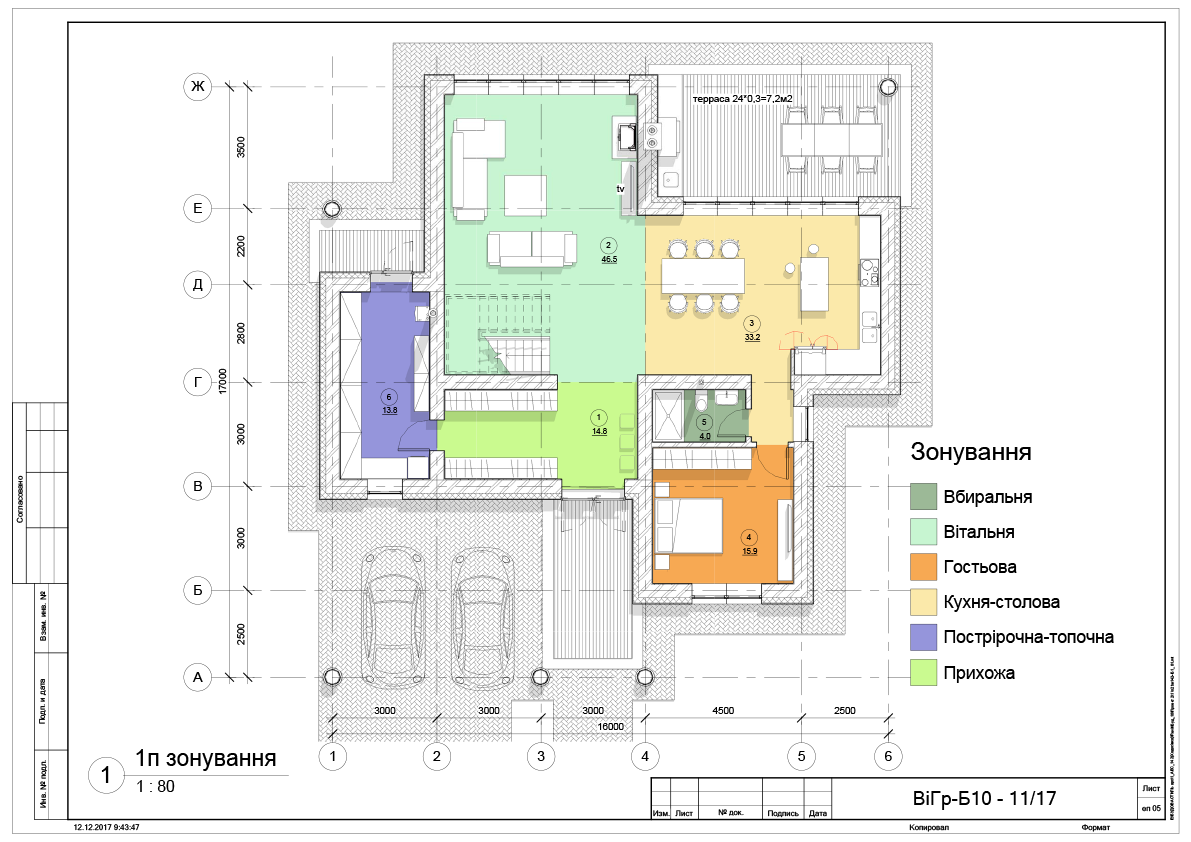 Ж
терраса 24*0,3=7,2м2
3500
tv
Е
2200
2
46.5
Д
3
33.2
2800
Г
17000
6
13.8
1
14.8
5
4.0
3000
В
4
15.9
3000
Б
2500
А
3000
3000
3000
4500
2500
16000
1
2
3
4
5
6
Зонування
Вбиральня
Вітальня
Гостьова
Кухня-столова
Пострірочна-топочна
Прихожа
Согласовано
Взам. инв. №
Подп. и дата
Инв. № подл.
1
1п зонування
1 : 80
Изм.
Лист
№ док.
Подпись
Дата
ВіГр-Б10 - 11/17
Лист
еп 05
12.12.2017 9:43:47
Копировал
Формат